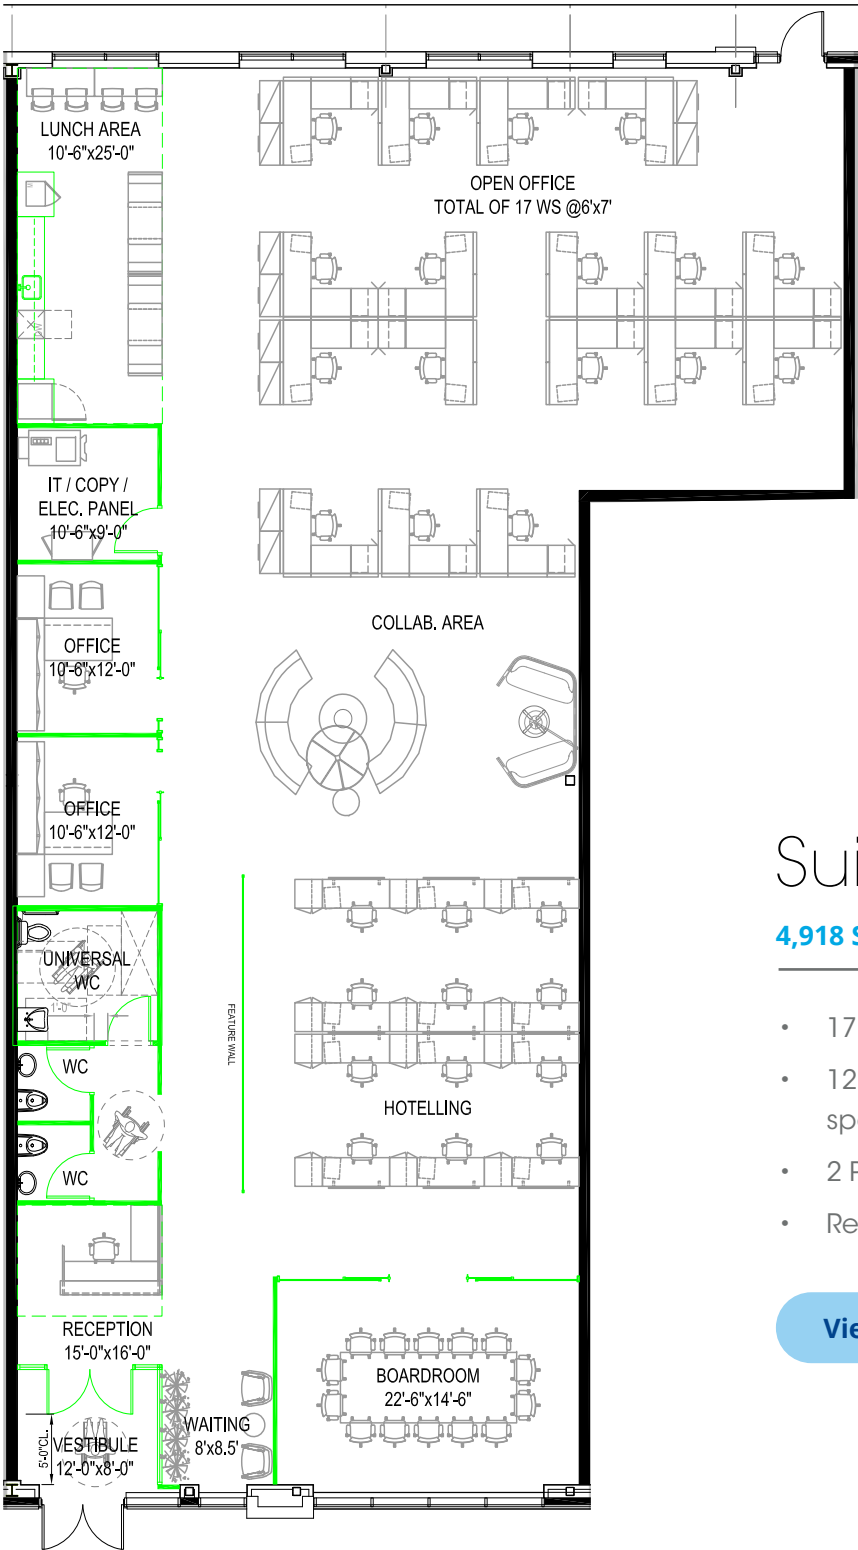 LUNCH AREA
10'-6"x25'-0"
OPEN OFFICE
TOTAL OF 17 WS @6'x7'
IT / COPY /
ELEC. PANEL
10'-6"x9'-0"
COLLAB. AREA
OFFICE
10'-6"x12'-0"
OFFICE
10'-6"x12'-0"
UNIVERSAL
WC
FEATURE WALL
WC
HOTELLING
WC
RECEPTION
15'-0"x16'-0"
BOARDROOM
22'-6"x14'-6"
WAITING
8'x8.5'
5'-0"CL.
VESTIBULE
12'-0"x8'-0"
Sui
4,918 S
• 17
• 12
spa
• 2 P
• Re
Vie